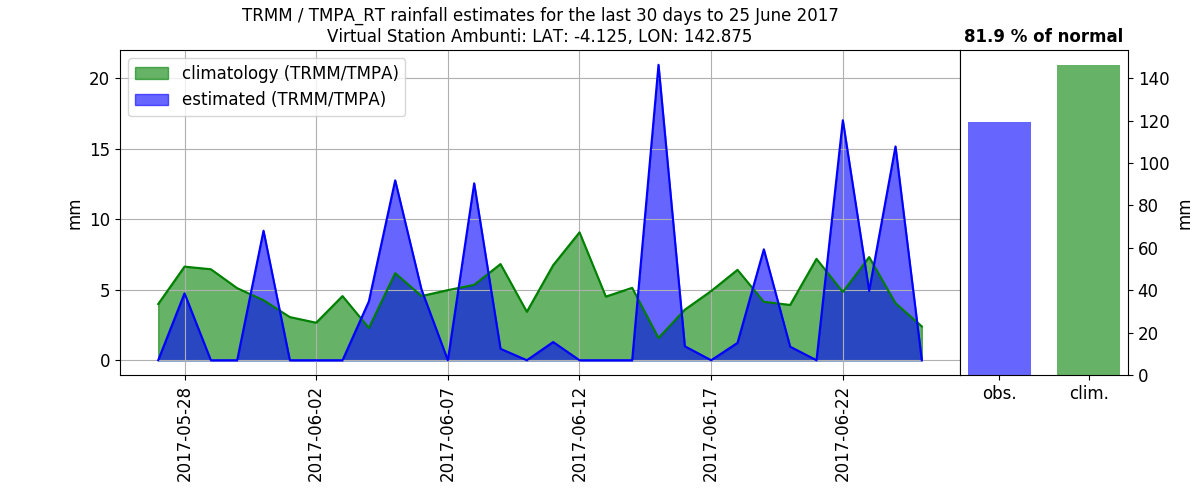 TRMM / TMPA_RT rainfall estimates for the last 30 days to 25 June 2017
Virtual Station Ambunti: LAT: -4.125, LON: 142.875
81.9 % of normal
climatology (TRMM/TMPA)
estimated (TRMM/TMPA)
20
15
10
5
0
mm
140
120
100
80
60
40
20
0
mm
2017-05-28
2017-06-02
2017-06-07
2017-06-12
2017-06-17
2017-06-22
obs.
clim.